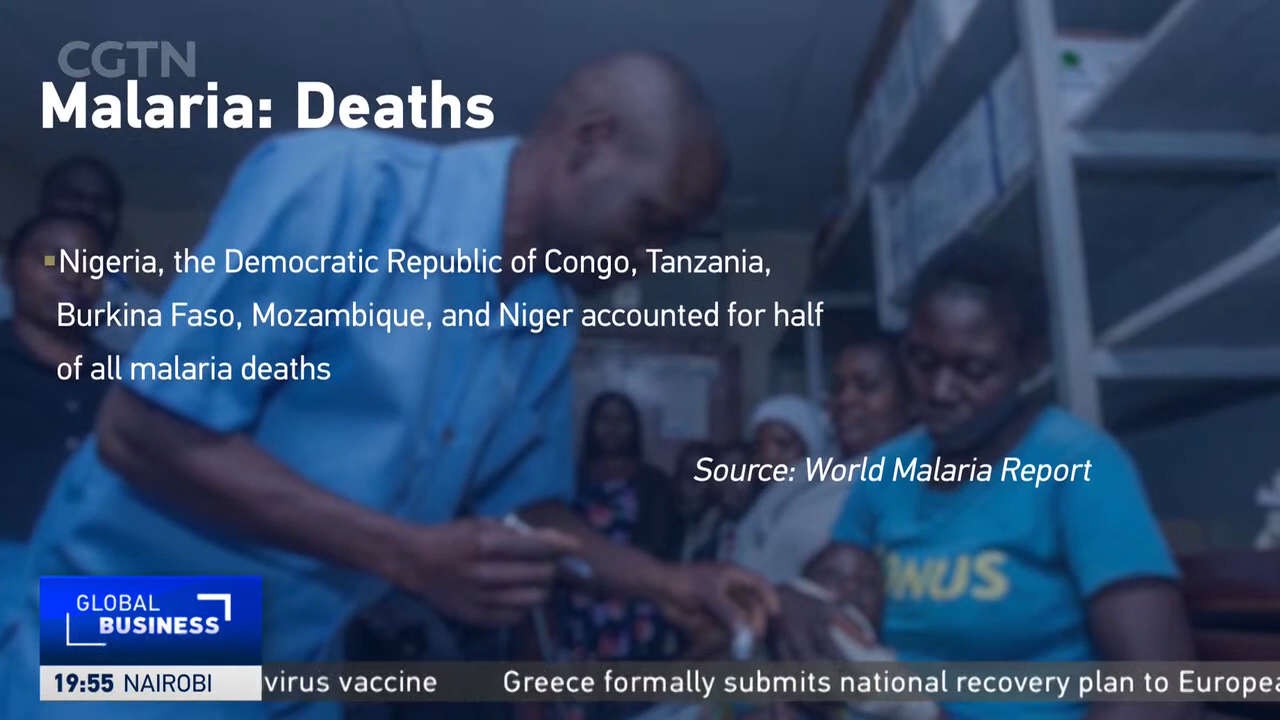 CGTN
Malaria: Deaths
▪Nigeria, the Democratic Republic of Congo, Tanzania,
Burkina Faso, Mozambique, and Niger accounted for half
of all malaria deaths
Source: World Malaria Report
NUS
GLOBAL
BUSINESS
19:55 NAIROBI
virus vaccine Greece formally submits national recovery plan to